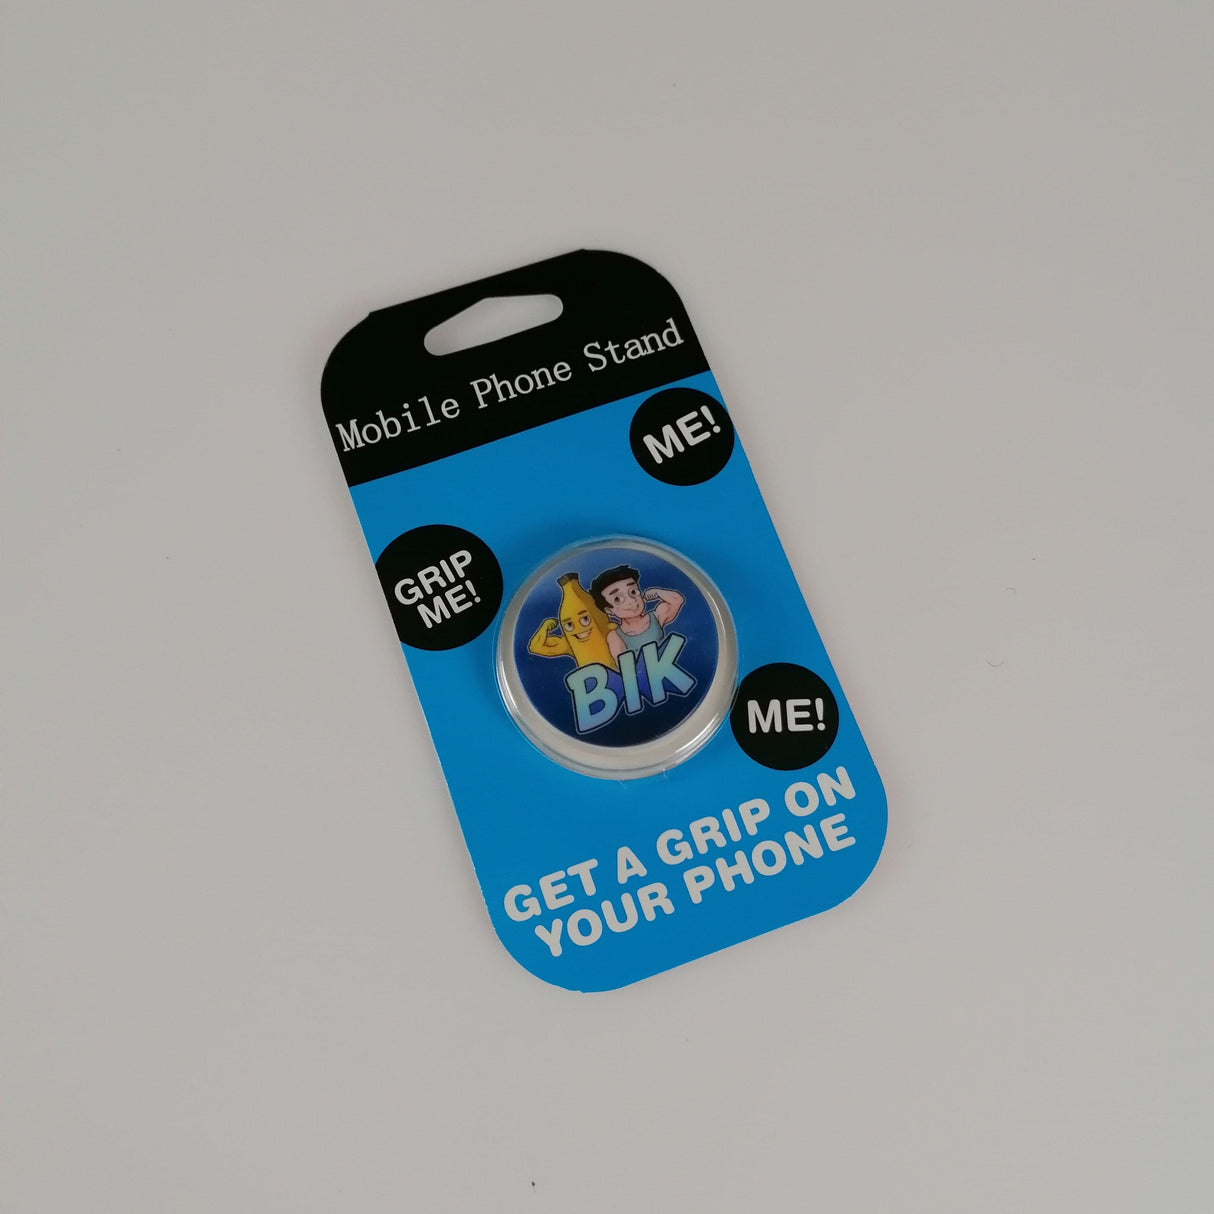 Mobile Phone Stand
ME!
GRIP
ME!
BIK
ME!
GET A GRIP ON
YOUR PHONE